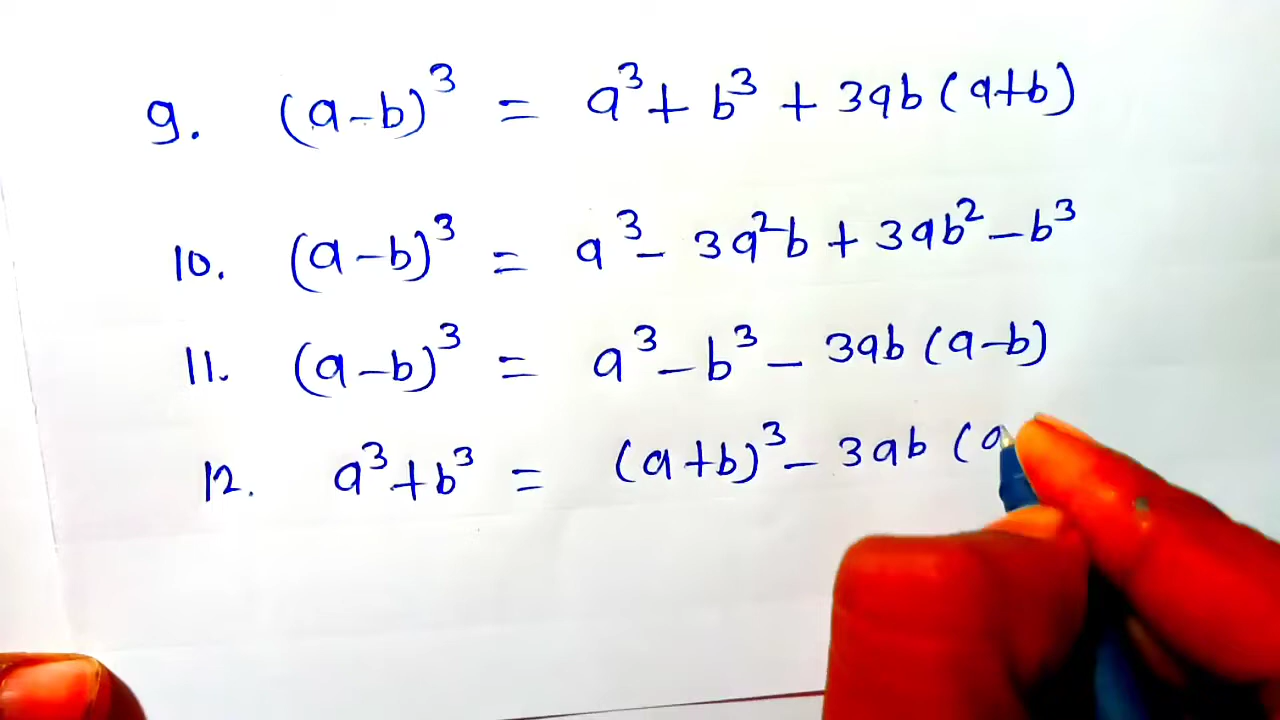 9. (a-b)³ = a³ + b³ + 3ab (a+b)
10. (a-b)³ = a³ - 3a²b + 3ab² - b³
11. (a-b)³ = a³ - b³ - 3ab (a-b)
12. a³+b³ = (a+b)³ - 3ab (a